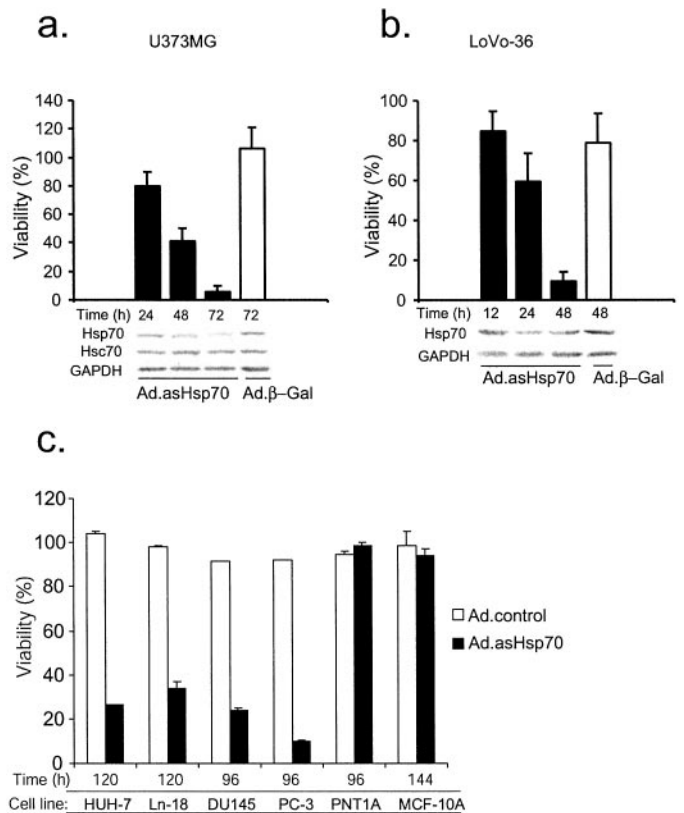 a.
U373MG
Viability (%)
140
120
100
80
60
40
20
0
Time (h) 24 48 72 72
Hsp70
Hsc70
GAPDH
Ad.asHsp70 Ad.β–Gal
b.
LoVo-36
Viability (%)
100
80
60
40
20
0
Time (h) 12 24 48 48
Hsp70
GAPDH
Ad.asHsp70 Ad.β–Gal
c.
Viability (%)
120
100
80
60
40
20
0
Ad.control
Ad.asHsp70
Time (h) 120 120 96 96 96 144
Cell line: HUH-7 Ln-18 DU145 PC-3 PNT1A MCF-10A